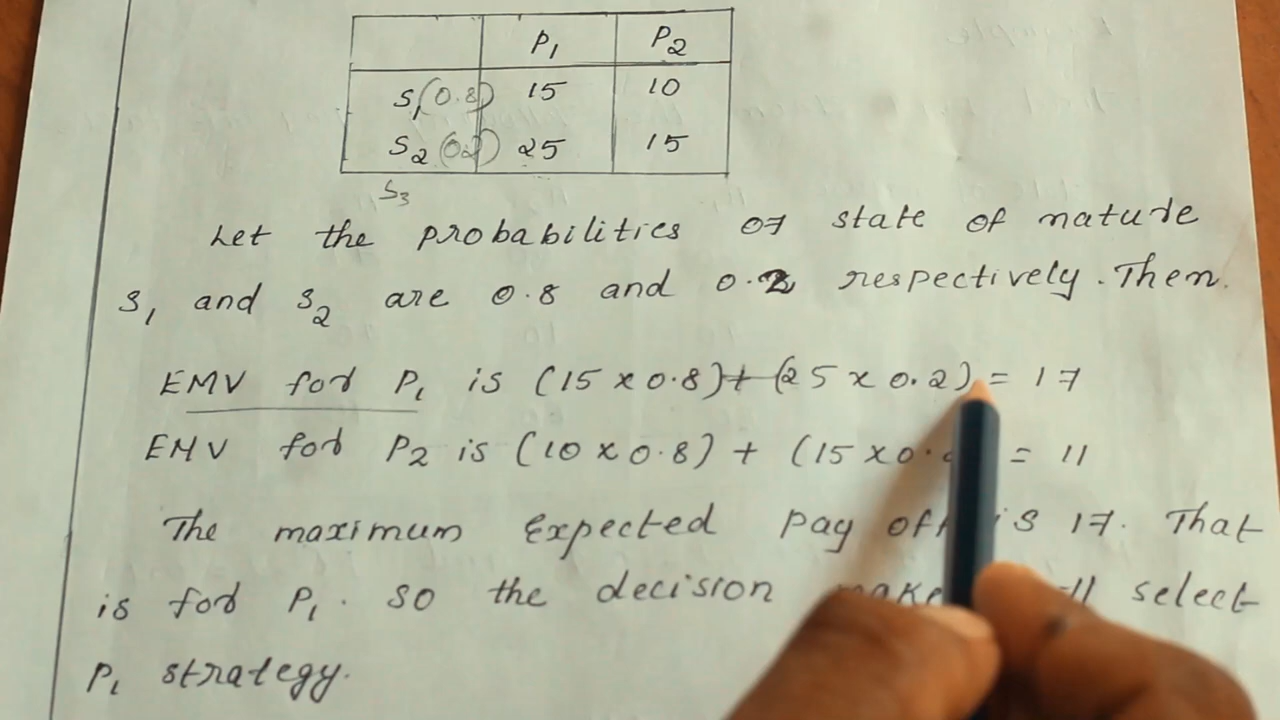 P1 P2
S1(0.8) 15 10
S2(0.2) 25 15
S3
Let the probabilities of state of nature
S1 and S2 are 0.8 and 0.2 respectively. Then.
EMV for P1 is (15 x 0.8) + (25 x 0.2) = 17
EMV for P2 is (10 x 0.8) + (15 x 0. = 11
The maximum Expected pay off is 17. That
is for P1. so the decision select
P1 strategy.